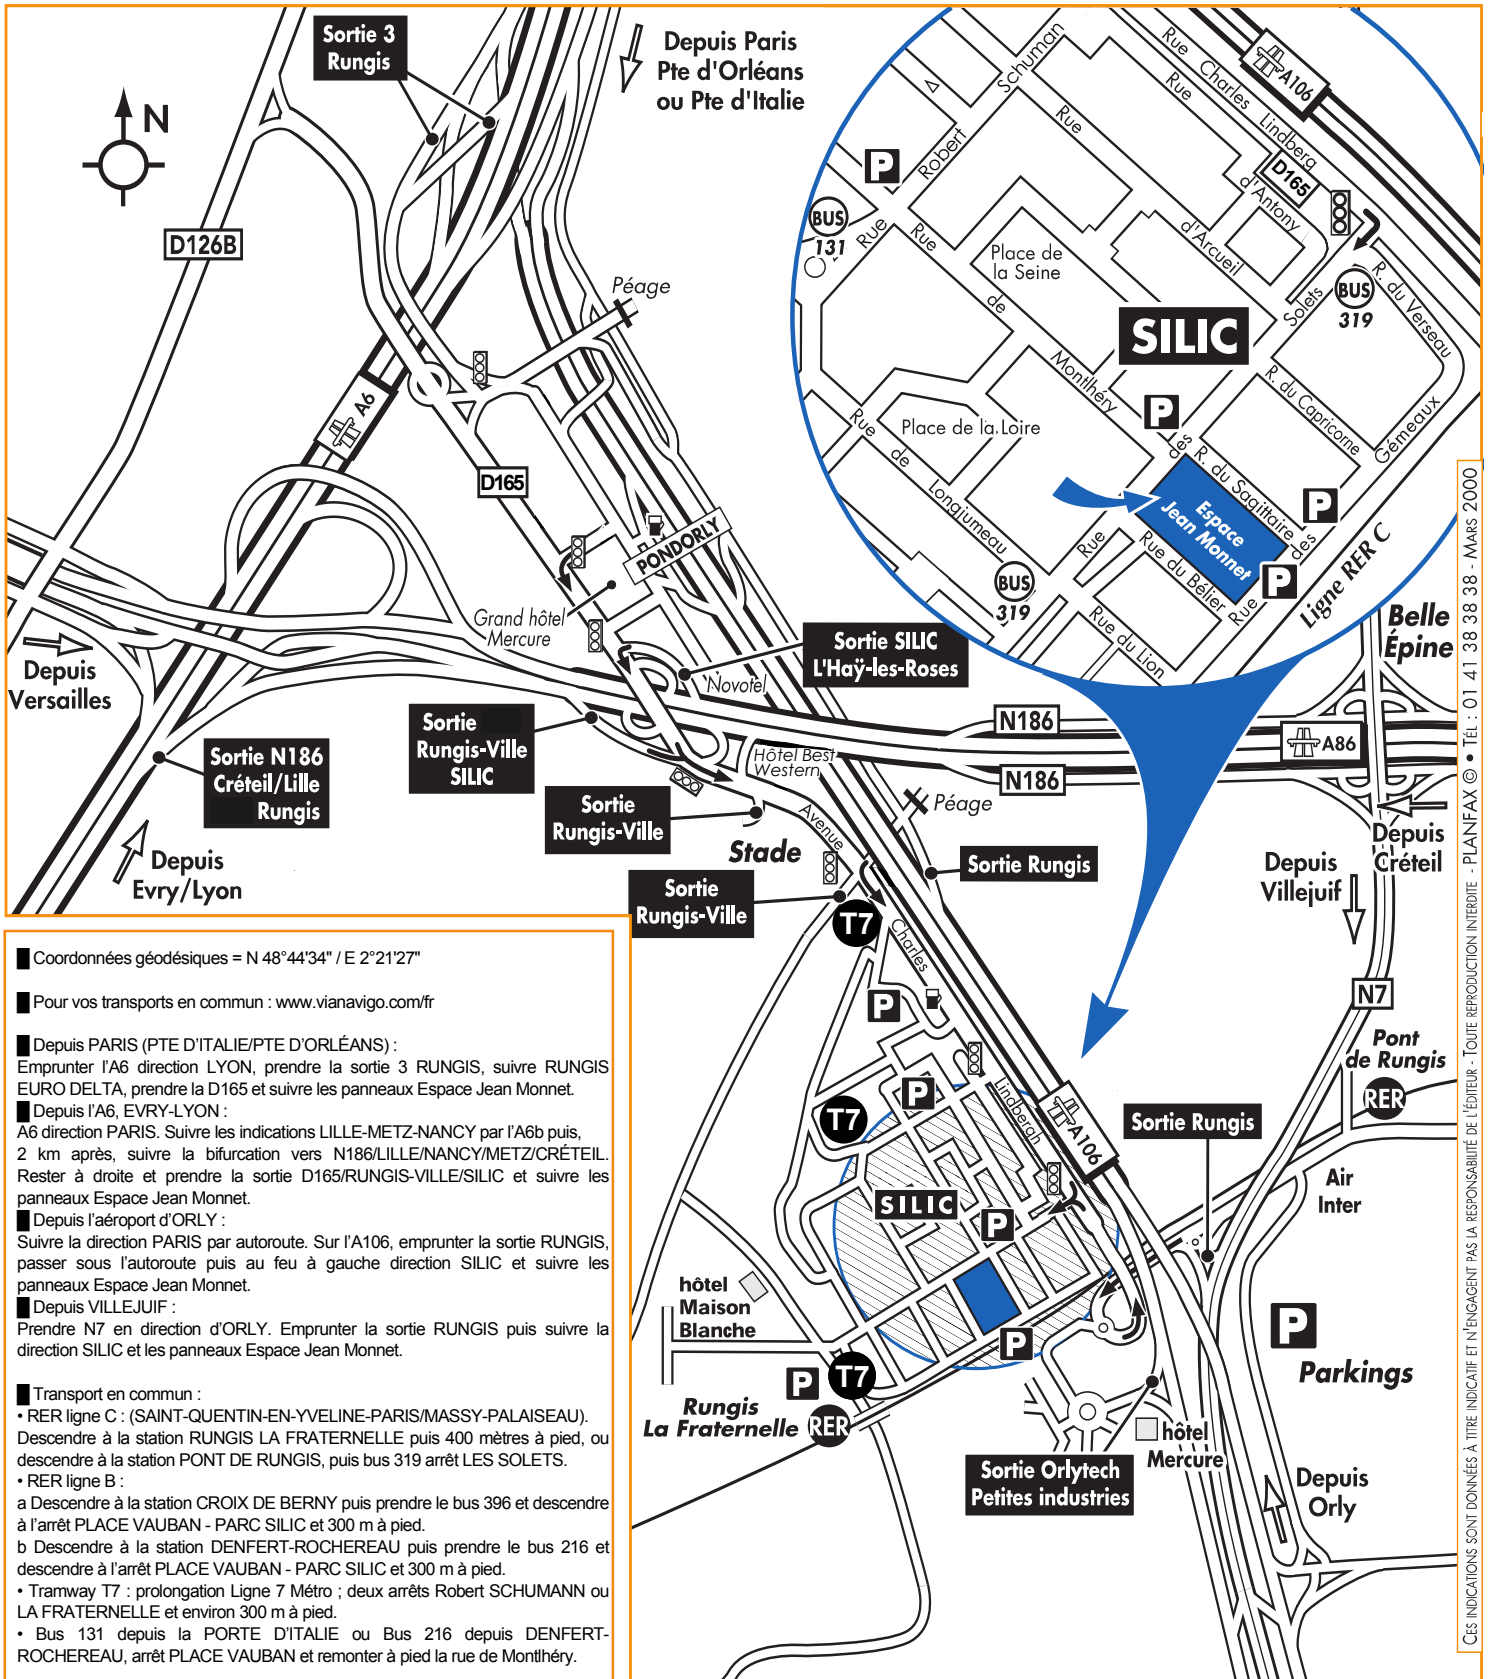 Sortie 3
Rungis
Depuis Paris
Pte d'Orléans
ou Pte d'Italie
N
D126B
Péage
A6
D165
PONDORLY
Grand hôtel
Mercure
Depuis
Versailles
Sortie SILIC
L'Haÿ-les-Roses
Novotel
Sortie
Rungis-Ville
SILIC
Sortie N186
Créteil/Lille
Rungis
Hôtel Best
Western
Sortie
Rungis-Ville
Avenue
Stade
Depuis
Evry/Lyon
Sortie
Rungis-Ville
T7
Charles
Lindbergh
Péage
Sortie Rungis
N186
N186
A86
Belle
Épine
Depuis
Créteil
Depuis
Villejuif
N7
Pont
de Rungis
RER
Sortie Rungis
A106
Air
Inter
P
P
T7
SILIC
P
P
hôtel
Maison
Blanche
P
T7
Rungis
La Fraternelle
RER
P
Parkings
hôtel
Mercure
Sortie Orlytech
Petites industries
Depuis
Orly
Rue Charles Lindberg
A106
D165
Rue d'Antony
Rue d'Arcueil
Rue Robert Schuman
P
BUS
131
Place de
la Seine
Rue de Montlhéry
SILIC
BUS
319
R. du Verseau
Rue des Solets
R. du Capricorne
Rue des Gémeaux
P
Place de la Loire
Rue de Longjumeau
R. du Sagittaire
Espace
Jean Monnet
P
P
Rue du Bélier
Rue du Lion
BUS
319
Ligne RER C
Coordonnées géodésiques = N 48°44'34" / E 2°21'27"
Pour vos transports en commun : www.vianavigo.com/fr
Depuis PARIS (PTE D'ITALIE/PTE D'ORLÉANS) :
Emprunter l'A6 direction LYON, prendre la sortie 3 RUNGIS, suivre RUNGIS
EURO DELTA, prendre la D165 et suivre les panneaux Espace Jean Monnet.
Depuis l'A6, EVRY-LYON :
A6 direction PARIS. Suivre les indications LILLE-METZ-NANCY par l'A6b puis,
2 km après, suivre la bifurcation vers N186/LILLE/NANCY/METZ/CRÉTEIL.
Rester à droite et prendre la sortie D165/RUNGIS-VILLE/SILIC et suivre les
panneaux Espace Jean Monnet.
Depuis l'aéroport d'ORLY :
Suivre la direction PARIS par autoroute. Sur l'A106, emprunter la sortie RUNGIS,
passer sous l'autoroute puis au feu à gauche direction SILIC et suivre les
panneaux Espace Jean Monnet.
Depuis VILLEJUIF :
Prendre N7 en direction d'ORLY. Emprunter la sortie RUNGIS puis suivre la
direction SILIC et les panneaux Espace Jean Monnet.
Transport en commun :
• RER ligne C : (SAINT-QUENTIN-EN-YVELINE-PARIS/MASSY-PALAISEAU).
Descendre à la station RUNGIS LA FRATERNELLE puis 400 mètres à pied, ou
descendre à la station PONT DE RUNGIS, puis bus 319 arrêt LES SOLETS.
• RER ligne B :
a Descendre à la station CROIX DE BERNY puis prendre le bus 396 et descendre
à l'arrêt PLACE VAUBAN - PARC SILIC et 300 m à pied.
b Descendre à la station DENFERT-ROCHEREAU puis prendre le bus 216 et
descendre à l'arrêt PLACE VAUBAN - PARC SILIC et 300 m à pied.
• Tramway T7 : prolongation Ligne 7 Métro ; deux arrêts Robert SCHUMANN ou
LA FRATERNELLE et environ 300 m à pied.
• Bus 131 depuis la PORTE D'ITALIE ou Bus 216 depuis DENFERT-
ROCHEREAU, arrêt PLACE VAUBAN et remonter à pied la rue de Montlhéry.
CES INDICATIONS SONT DONNÉES À TITRE INDICATIF ET N'ENGAGENT PAS LA RESPONSABILITÉ DE L'ÉDITEUR - TOUTE REPRODUCTION INTERDITE - PLANFAX © • TÉL : 01 41 38 38 38 - MARS 2000